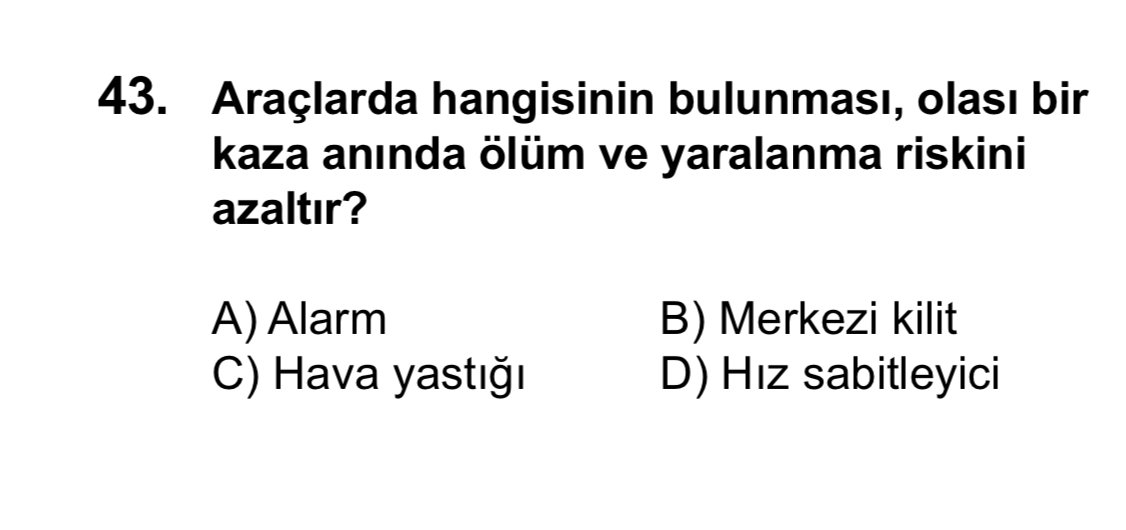 43. Araçlarda hangisinin bulunması, olası bir
kaza anında ölüm ve yaralanma riskini
azaltır?
A) Alarm B) Merkezi kilit
C) Hava yastığı D) Hız sabitleyici